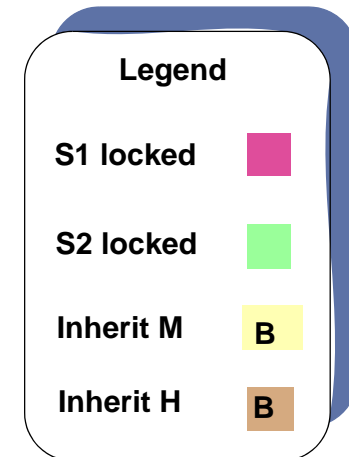 Legend
S1 locked
S2 locked
Inherit M B
Inherit H B